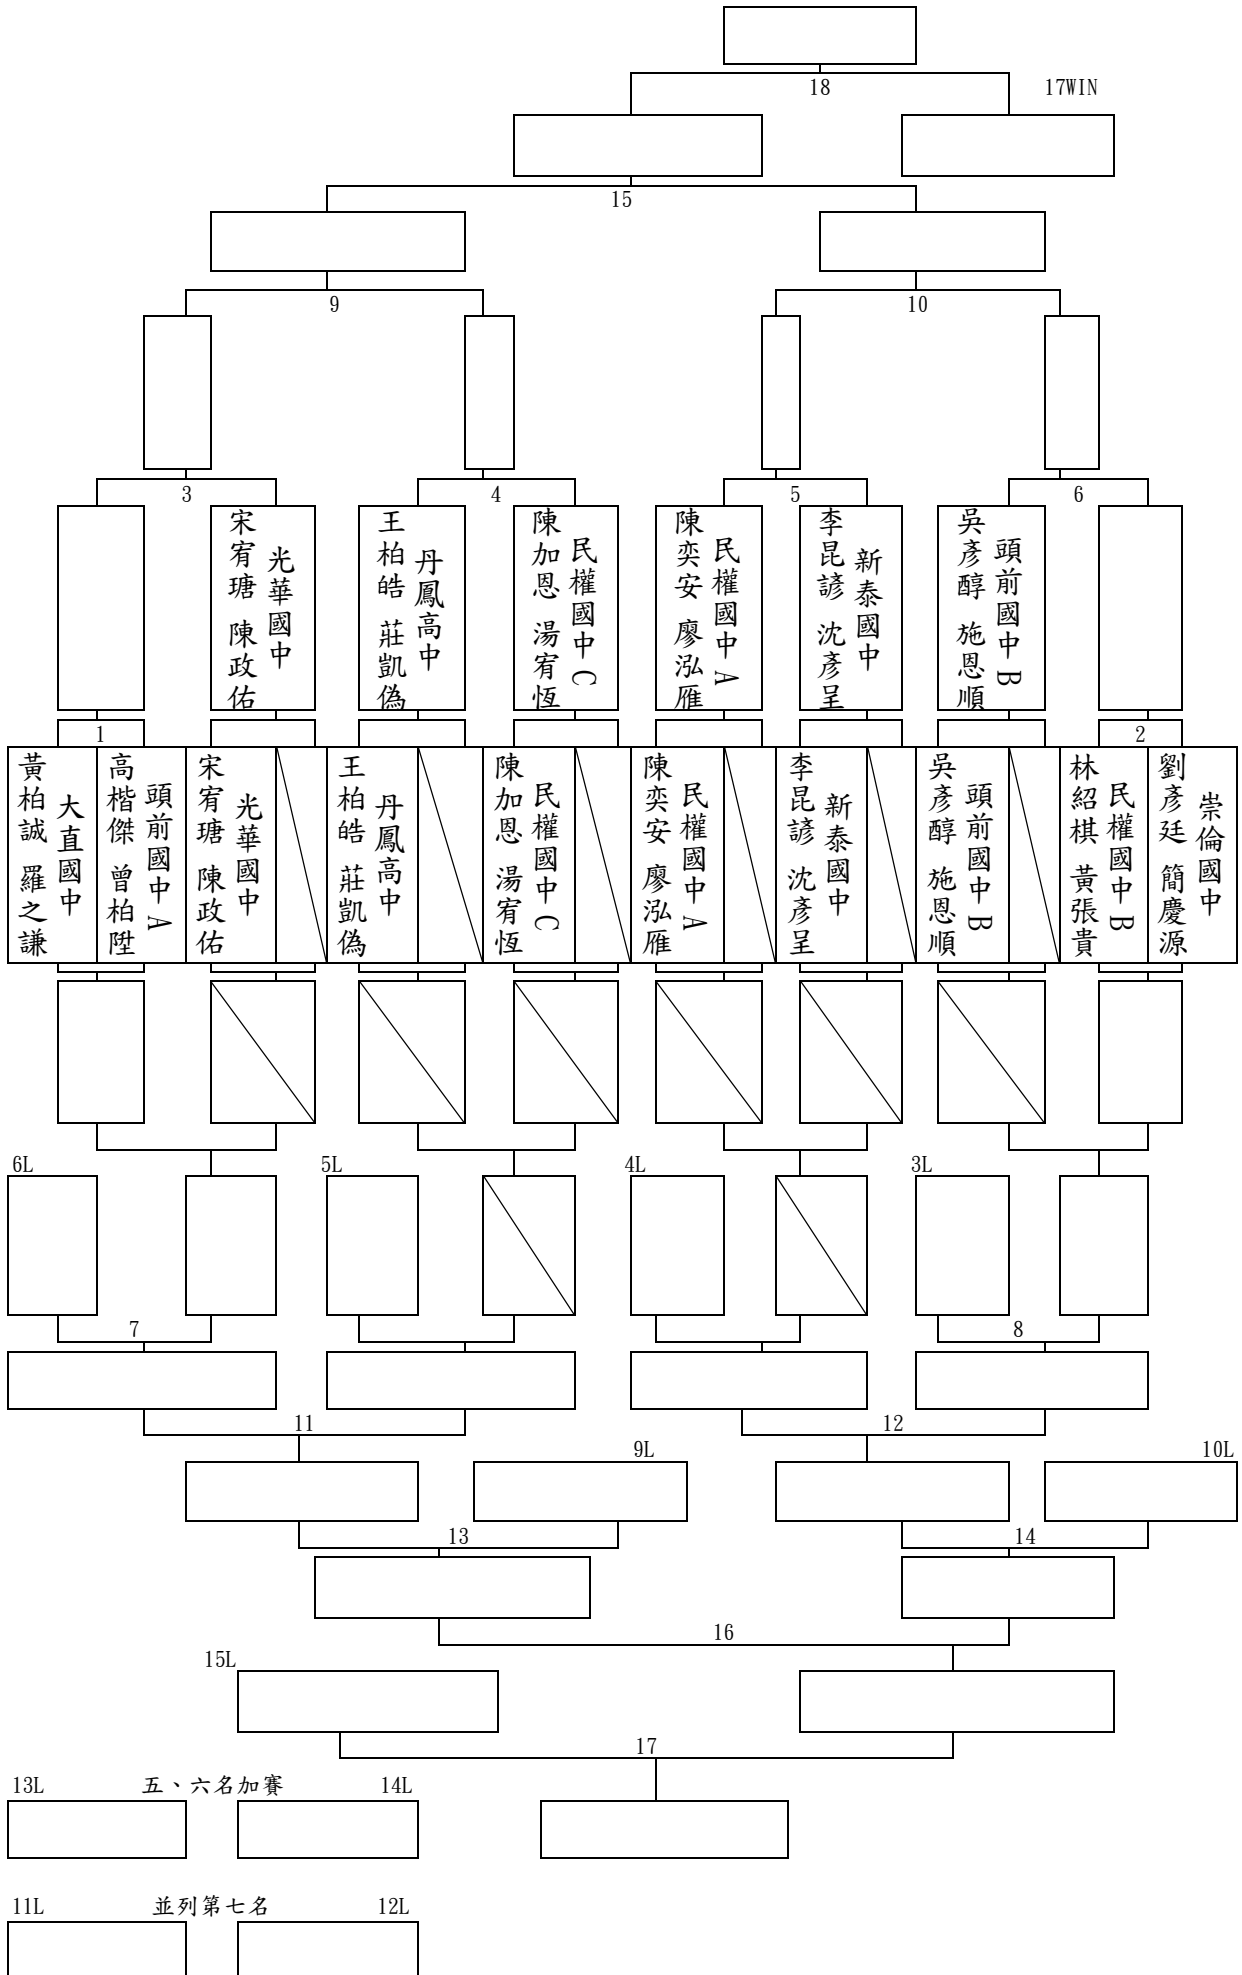 18
17WIN
15
9
10
3
4
5
6
宋宥瑭 陳政佑
光華國中
王柏皓 莊凱偽
丹鳳高中
陳加恩 湯宥恆
民權國中C
陳奕安 廖泓雁
民權國中A
李昆諺 沈彥呈
新泰國中
吳彥醇 施恩順
頭前國中B
1
2
黃柏誠 羅之謙
大直國中
高楷傑 曾柏陞
頭前國中A
宋宥瑭 陳政佑
光華國中
王柏皓 莊凱偽
丹鳳高中
陳加恩 湯宥恆
民權國中C
陳奕安 廖泓雁
民權國中A
李昆諺 沈彥呈
新泰國中
吳彥醇 施恩順
頭前國中B
林紹棋 黃張貴
民權國中B
劉彥廷 簡慶源
崇倫國中
6L
5L
4L
3L
7
8
11
12
9L
10L
13
14
16
15L
17
13L 五、六名加賽 14L
11L 並列第七名 12L